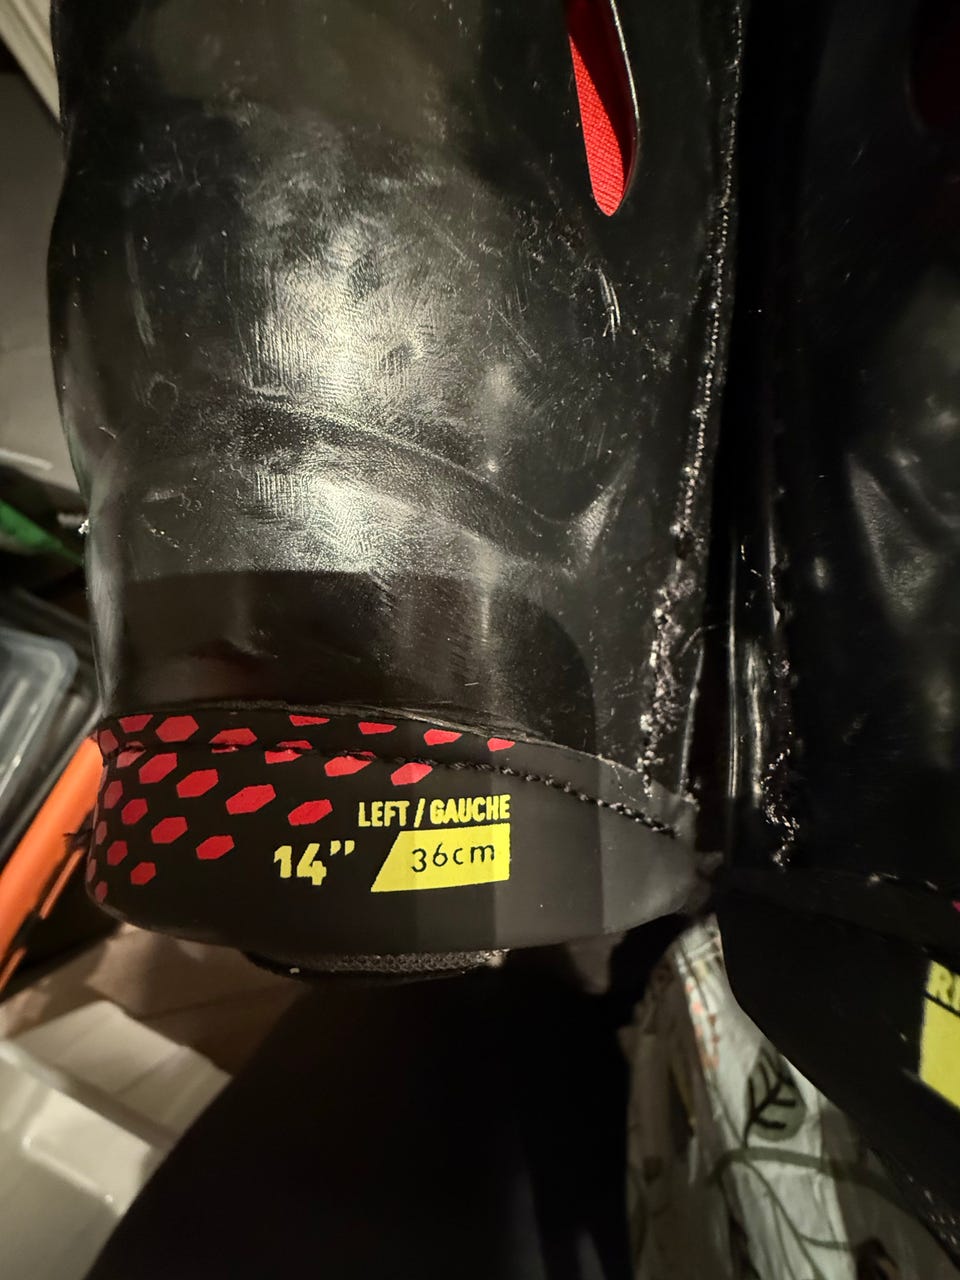 LEFT / GAUCHE
14” 36cm